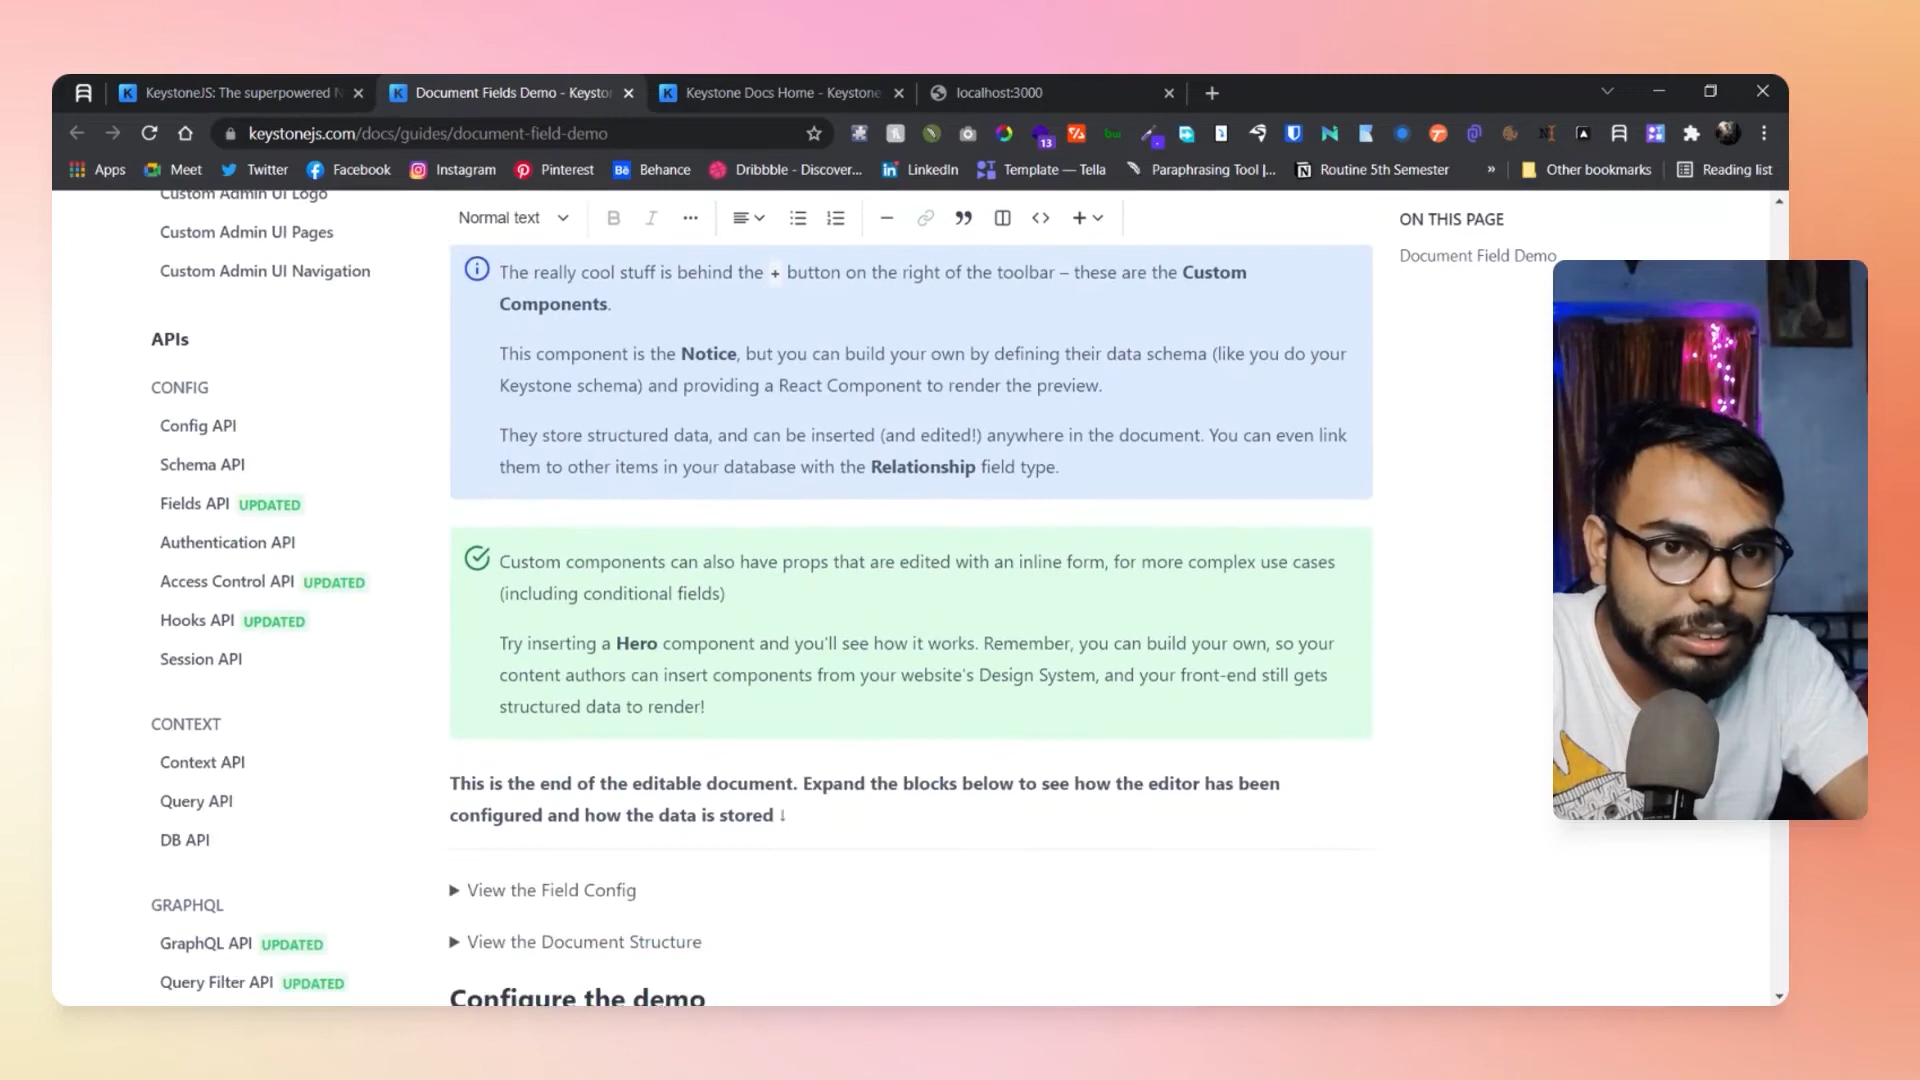 KeystoneJS: The superpowered N
Document Fields Demo - Keysto
Keystone Docs Home - Keystone
localhost:3000
keystonejs.com/docs/guides/document-field-demo
13
Apps
Meet
Twitter
Facebook
Instagram
Pinterest
Behance
Dribbble - Discover...
LinkedIn
Template — Tella
Paraphrasing Tool |...
Routine 5th Semester
»
Other bookmarks
Reading list
Custom Admin UI Logo
Custom Admin UI Pages
Custom Admin UI Navigation
APIs
CONFIG
Config API
Schema API
Fields API UPDATED
Authentication API
Access Control API UPDATED
Hooks API UPDATED
Session API
CONTEXT
Context API
Query API
DB API
GRAPHQL
GraphQL API UPDATED
Query Filter API UPDATED
Normal text
The really cool stuff is behind the + button on the right of the toolbar – these are the Custom
Components.
This component is the Notice, but you can build your own by defining their data schema (like you do your
Keystone schema) and providing a React Component to render the preview.
They store structured data, and can be inserted (and edited!) anywhere in the document. You can even link
them to other items in your database with the Relationship field type.
Custom components can also have props that are edited with an inline form, for more complex use cases
(including conditional fields)
Try inserting a Hero component and you'll see how it works. Remember, you can build your own, so your
content authors can insert components from your website's Design System, and your front-end still gets
structured data to render!
This is the end of the editable document. Expand the blocks below to see how the editor has been
configured and how the data is stored ↓
View the Field Config
View the Document Structure
Configure the demo
ON THIS PAGE
Document Field Demo